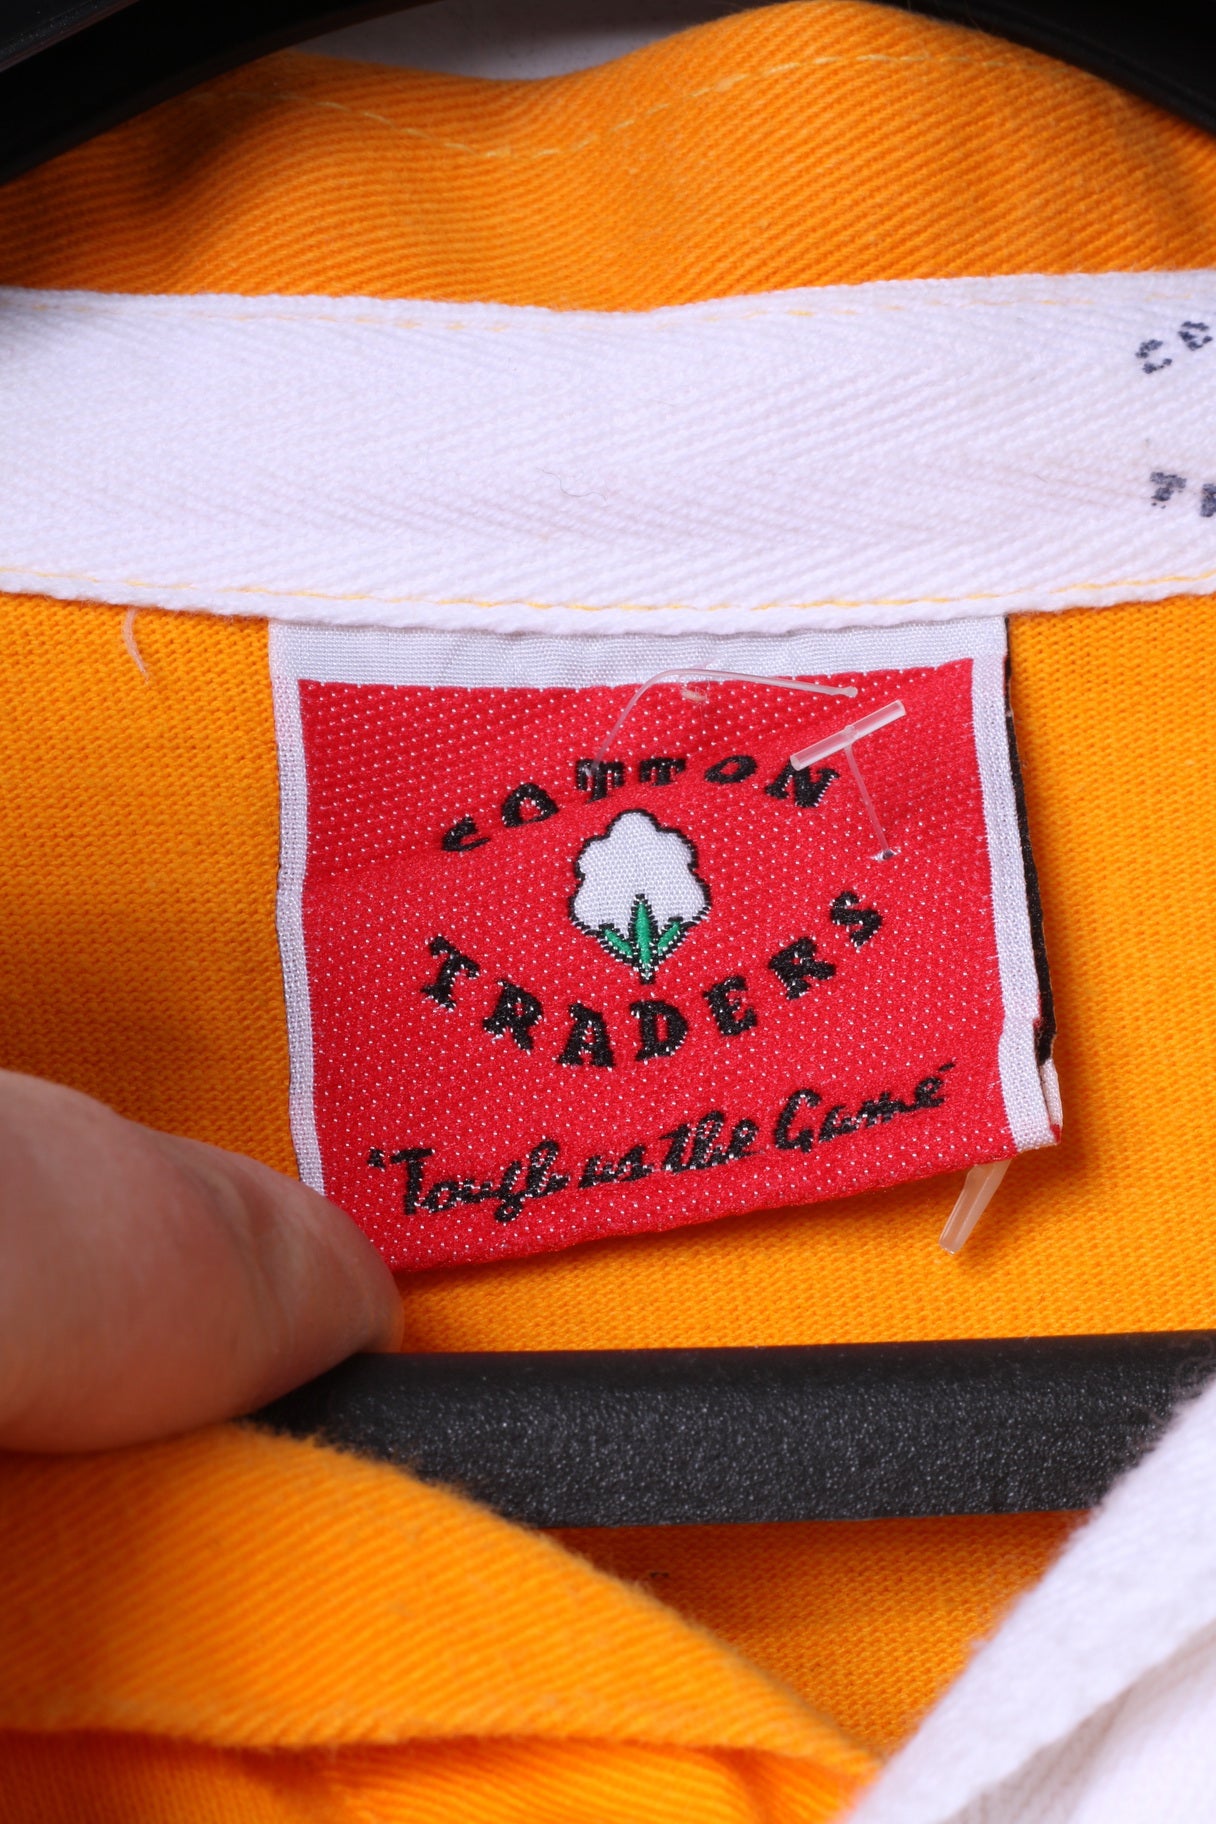 COTTON
TRADERS
"Tough as the Game"